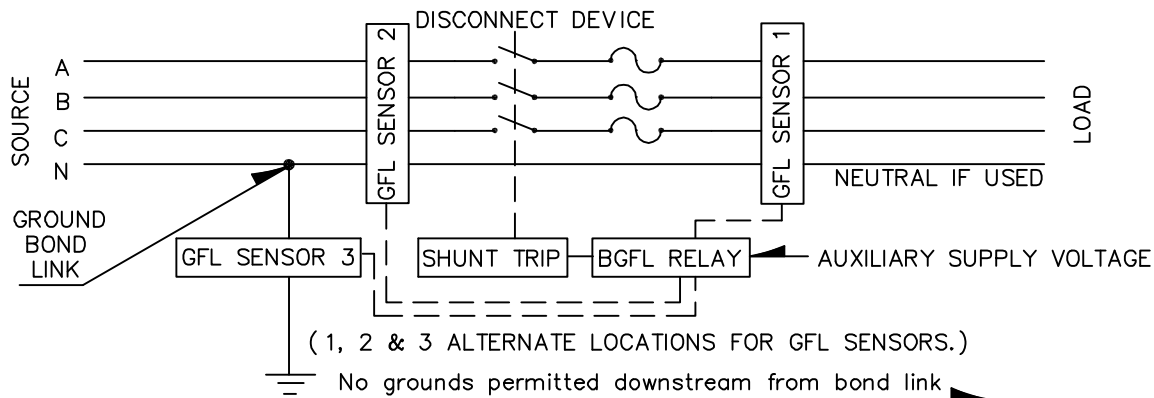 DISCONNECT DEVICE
SOURCE
A
B
C
N
GFL SENSOR 2
GFL SENSOR 1
LOAD
NEUTRAL IF USED
GROUND
BOND
LINK
GFL SENSOR 3
SHUNT TRIP
BGFL RELAY
AUXILIARY SUPPLY VOLTAGE
( 1, 2 & 3 ALTERNATE LOCATIONS FOR GFL SENSORS.)
No grounds permitted downstream from bond link